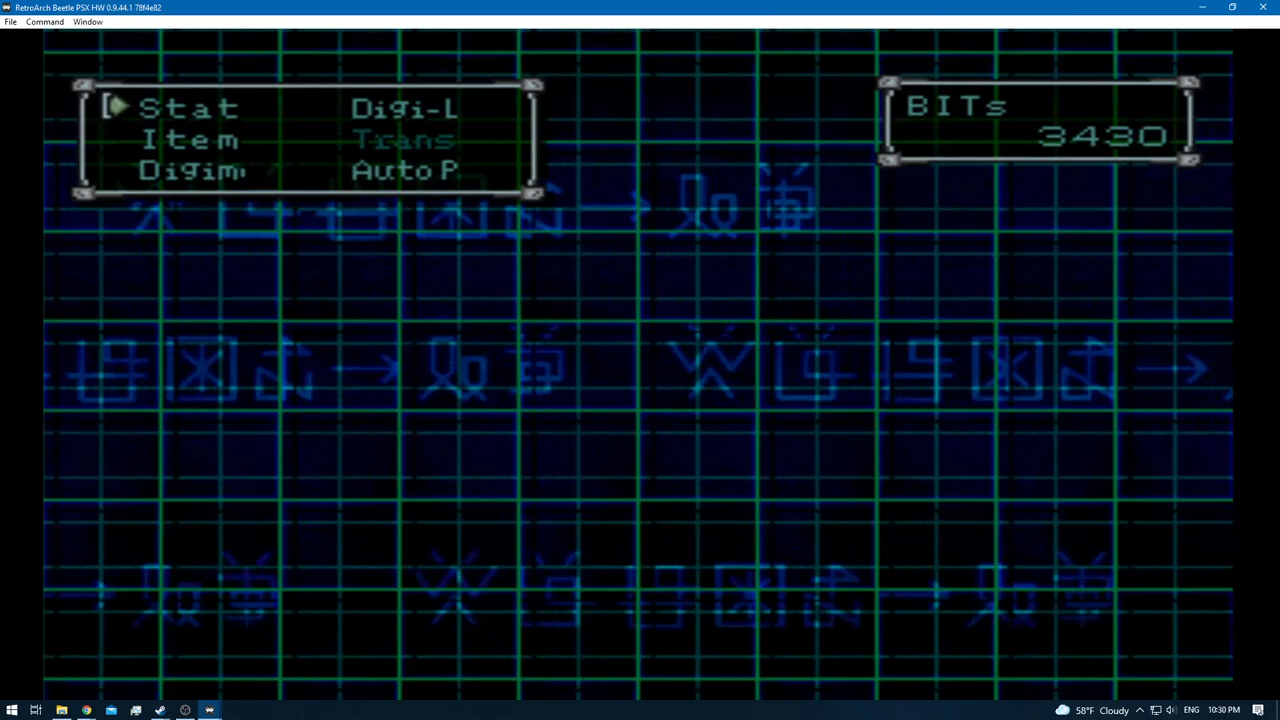 RetroArch Beetle PSX HW 0.9.44.1 78f4e82
File Command Window
Stat Digi-L
Item Trans
Digim Auto P
BITs
3430
58°F Cloudy ENG 10:30 PM